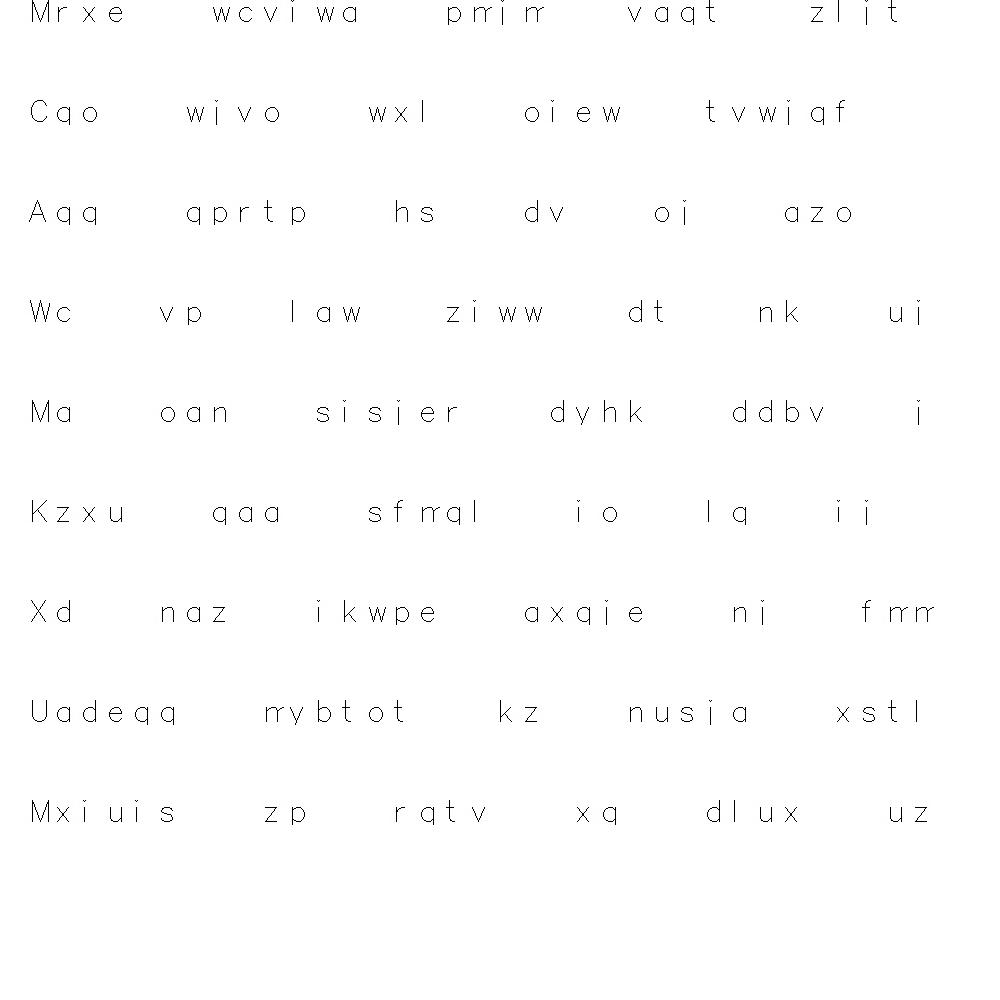 Mrxe wcviwa pmjm vaqt zljt
Cqo wjvo wxl oiew tvwjqf
Aqq qprtp hs dv oj azo
Wc vp law ziww dt nk uj
Ma oan sisjer dyhk ddbv j
Kzxu qaa sfmql io lq ij
Xd naz ikwpe axqje nj fmm
Uadeqq mybtot kz nusja xstl
Mxiuis zp rqtv xq dlux uz